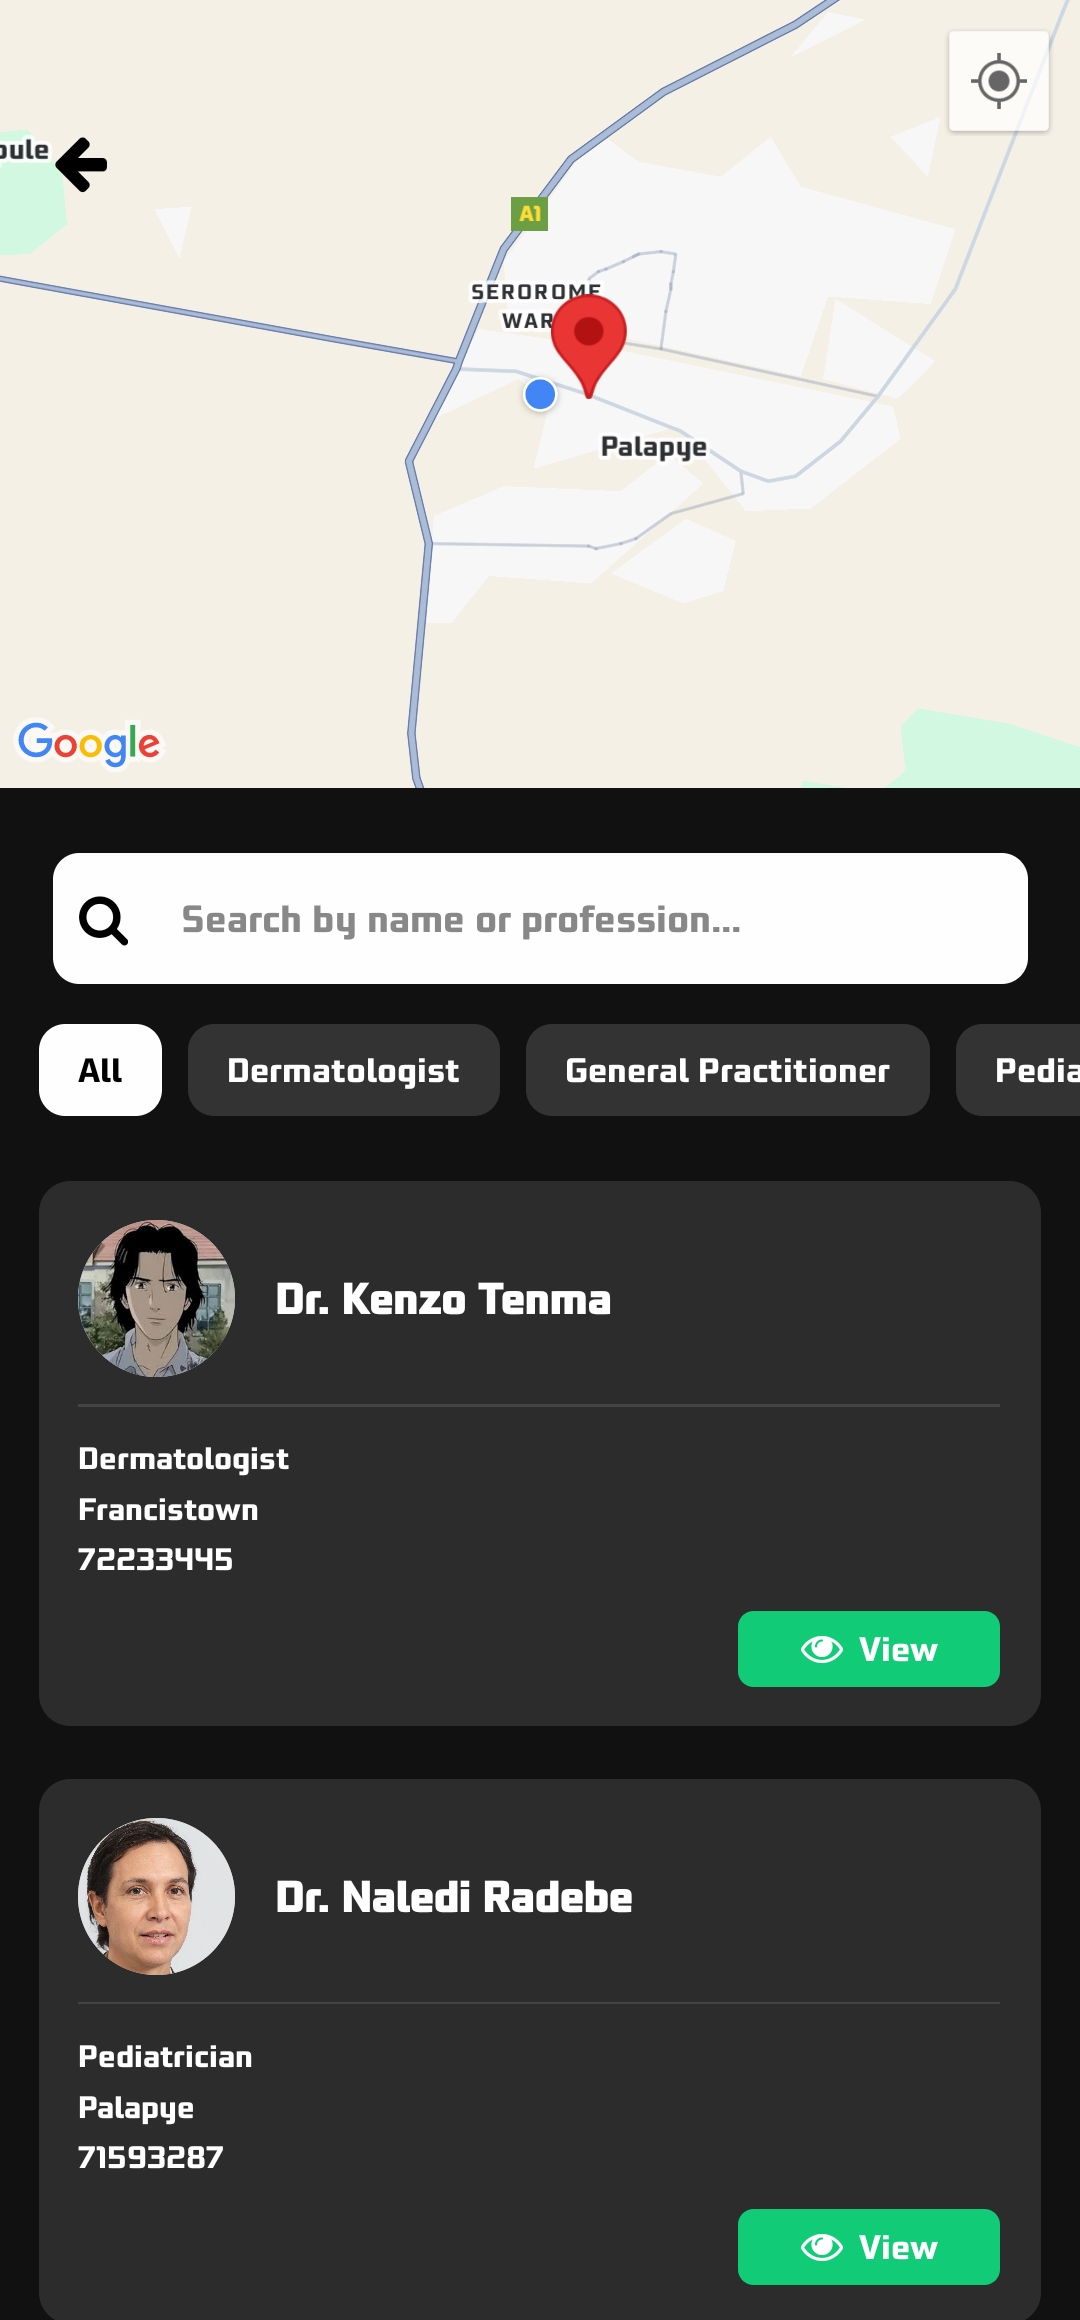 oule
A1
SEROROME
WAR
Palapye
Google
Search by name or profession...
All
Dermatologist
General Practitioner
Pedia
Dr. Kenzo Tenma
Dermatologist
Francistown
72233445
View
Dr. Naledi Radebe
Pediatrician
Palapye
71593287
View